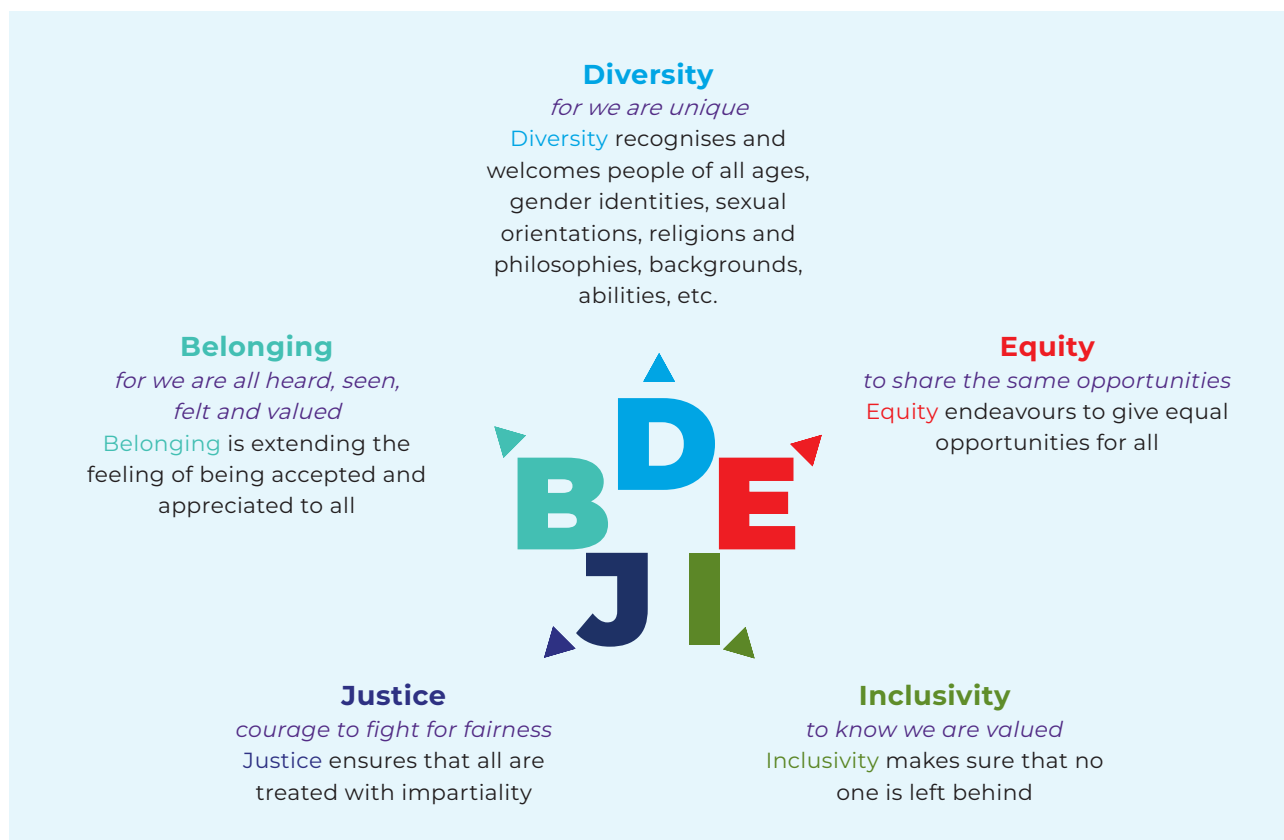 Diversity
for we are unique
Diversity recognises and
welcomes people of all ages,
gender identities, sexual
orientations, religions and
philosophies, backgrounds,
abilities, etc.
Belonging
for we are all heard, seen,
felt and valued
Belonging is extending the
feeling of being accepted and
appreciated to all
Equity
to share the same opportunities
Equity endeavours to give equal
opportunities for all
D
B
E
J I
Justice
courage to fight for fairness
Justice ensures that all are
treated with impartiality
Inclusivity
to know we are valued
Inclusivity makes sure that no
one is left behind